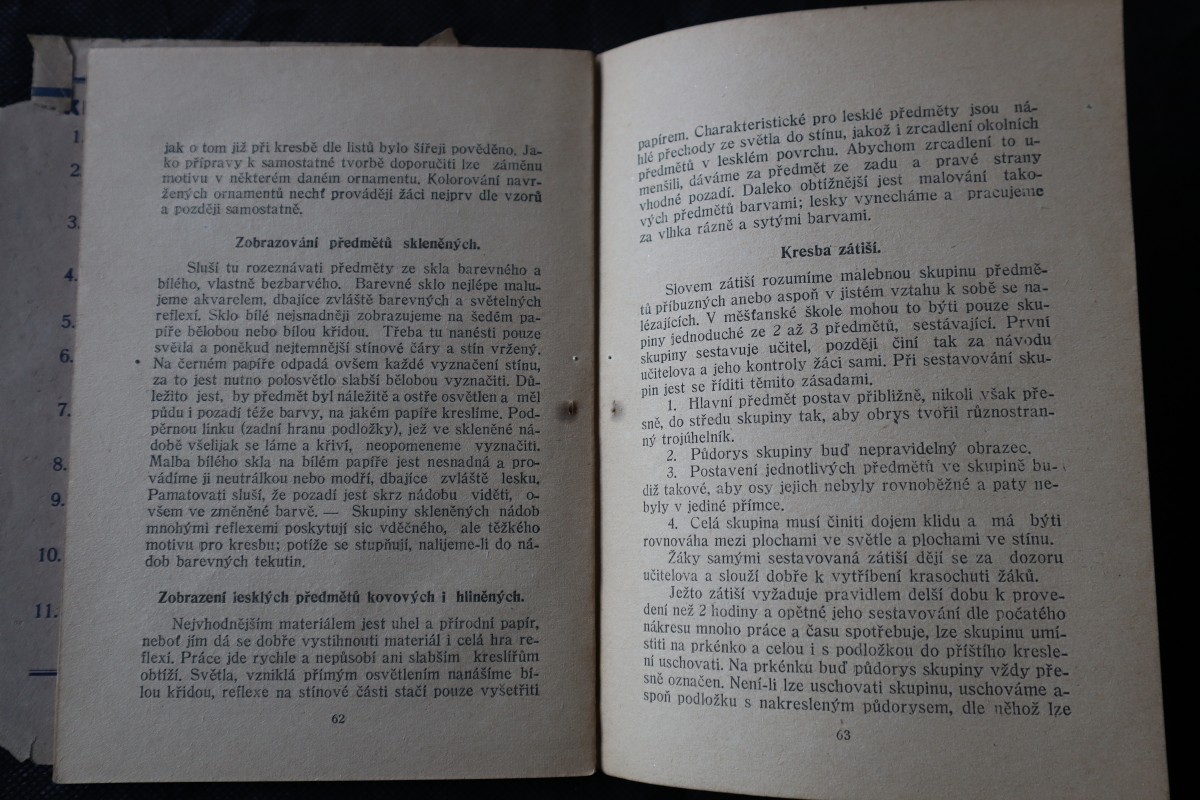 1.
2
3.
4.
5.
6.
7.
8.
9.
10.
11.
jak o tom již při kresbě dle listů bylo šířeji pověděno. Ja-
ko přípravy k samostatné tvorbě doporučiti lze záměnu
motivu v některém daném ornamentu. Kolorování navr-
žených ornamentů nechť provádějí žáci nejprv dle vzorů
a později samostatně.
Zobrazování předmětů skleněných.
Sluší tu rozeznávati předměty ze skla barevného a
bílého, vlastně bezbarvého. Barevné sklo nejlépe malu-
jeme akvarelem, dbajíce zvláště barevných a světelných
reflexí. Sklo bílé nejsnadněji zobrazujeme na šedém pa-
píře bělobou nebo bílou křídou. Třeba tu nanésti pouze
světla a poněkud nejtemnější stínové čáry a stín vržený.
Na černém papíře odpadá ovšem každé vyznačení stínu,
za to jest nutno polosvětlo slabší bělobou vyznačiti. Dů-
ležito jest, by předmět byl náležitě a ostře osvětlen a měl
půdu i pozadí téže barvy, na jakém papíře kreslíme. Pod-
pěrnou linku (zadní hranu podložky), jež ve skleněné ná-
době všelijak se láme a křiví, neopomeneme vyznačiti.
Malba bílého skla na bílém papíře jest nesnadná a pro-
vádíme ji neutrálkou nebo modří, dbajíce zvláště lesku.
Pamatovati sluší, že pozadí jest skrz nádobu viděti, o-
všem ve změněné barvě. — Skupiny skleněných nádob
mnohými reflexemi poskytují sic vděčného, ale těžkého
motivu pro kresbu; potíže se stupňují, nalijeme-li do ná-
dob barevných tekutin.
Zobrazení lesklých předmětů kovových i hliněných.
Nejvhodnějším materiálem jest uhel a přírodní papír,
neboť jím dá se dobře vystihnouti materiál i celá hra re-
flexí. Práce jde rychle a nepůsobí ani slabším kreslířům
obtíží. Světla, vzniklá přímým osvětlením nanášíme bí-
lou křídou, reflexe na stínové části stačí pouze vyšetřiti
62
papírem. Charakteristické pro lesklé předměty jsou ná-
hlé přechody ze světla do stínu, jakož i zrcadlení okolních
předmětů v lesklém povrchu. Abychom zrcadlení to u-
menšili, dáváme za předmět ze zadu a pravé strany
vhodné pozadí. Daleko obtížnější jest malování tako-
vých předmětů barvami; lesky vynecháme a pracujeme
za vlhka rázně a sytými barvami.
Kresba zátiší.
Slovem zátiší rozumíme malebnou skupinu předmě-
tů příbuzných anebo aspoň v jistém vztahu k sobě se na-
lézajících. V měšťanské škole mohou to býti pouze sku-
piny jednoduché ze 2 až 3 předmětů, sestávající. První
skupiny sestavuje učitel, později činí tak za návodu
učitelova a jeho kontroly žáci sami. Při sestavování sku-
pin jest se říditi těmito zásadami.
1. Hlavní předmět postav přibližně, nikoli však pře-
sně, do středu skupiny tak, aby obrys tvořil různostran-
ný trojúhelník.
2. Půdorys skupiny buď nepravidelný obrazec.
3. Postavení jednotlivých předmětů ve skupině bu-
diž takové, aby osy jejich nebyly rovnoběžné a paty ne-
byly v jediné přímce.
4. Celá skupina musí činiti dojem klidu a má býti
rovnováha mezi plochami ve světle a plochami ve stínu.
Žáky samými sestavovaná zátiší dějí se za dozoru
učitelova a slouží dobře k vytříbení krasochuti žáků.
Ježto zátiší vyžaduje pravidlem delší dobu k prove-
dení než 2 hodiny a opětné jeho sestavování dle počatého
nákresu mnoho práce a času spotřebuje, lze skupinu umí-
stiti na prkénko a celou i s podložkou do příštího kresle-
ní uschovati. Na prkénku buď půdorys skupiny vždy pře-
sně označen. Není-li lze uschovati skupinu, uschováme a-
spoň podložku s nakresleným půdorysem, dle něhož lze
63